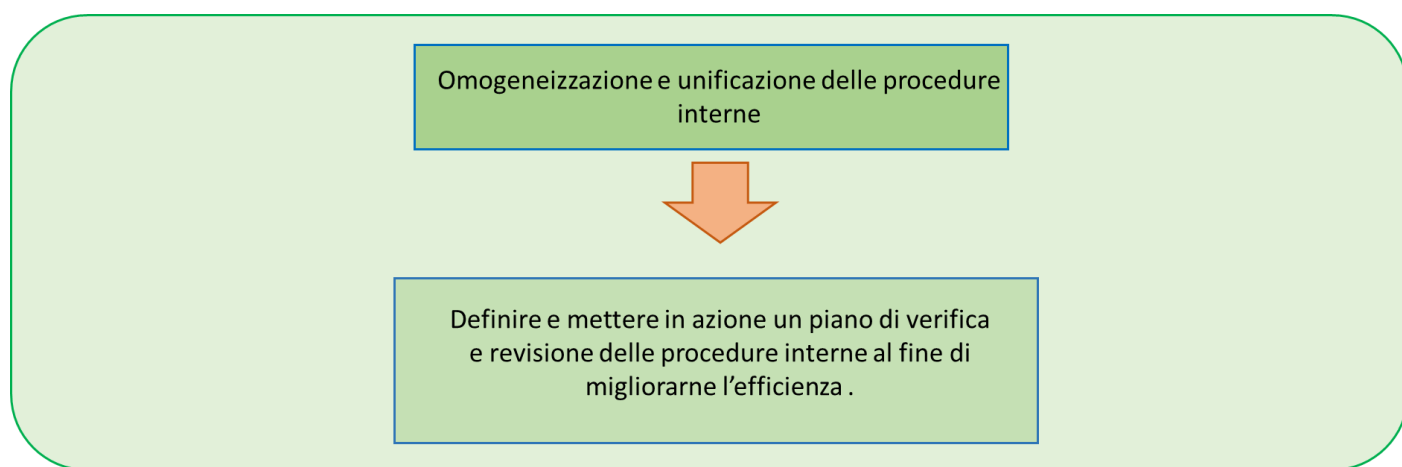 Omogeneizzazione e unificazione delle procedure
interne
Definire e mettere in azione un piano di verifica
e revisione delle procedure interne al fine di
migliorarne l’efficienza .